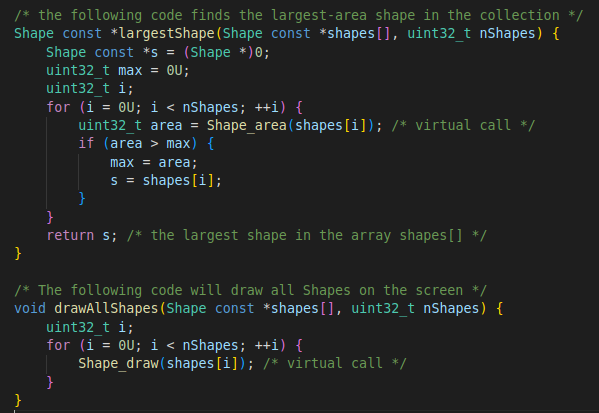 /* the following code finds the largest-area shape in the collection */
Shape const *largestShape(Shape const *shapes[], uint32_t nShapes) {
    Shape const *s = (Shape *)0;
    uint32_t max = 0U;
    uint32_t i;
    for (i = 0U; i < nShapes; ++i) {
        uint32_t area = Shape_area(shapes[i]); /* virtual call */
        if (area > max) {
            max = area;
            s = shapes[i];
        }
    }
    return s; /* the largest shape in the array shapes[] */
}

/* The following code will draw all Shapes on the screen */
void drawAllShapes(Shape const *shapes[], uint32_t nShapes) {
    uint32_t i;
    for (i = 0U; i < nShapes; ++i) {
        Shape_draw(shapes[i]); /* virtual call */
    }
}